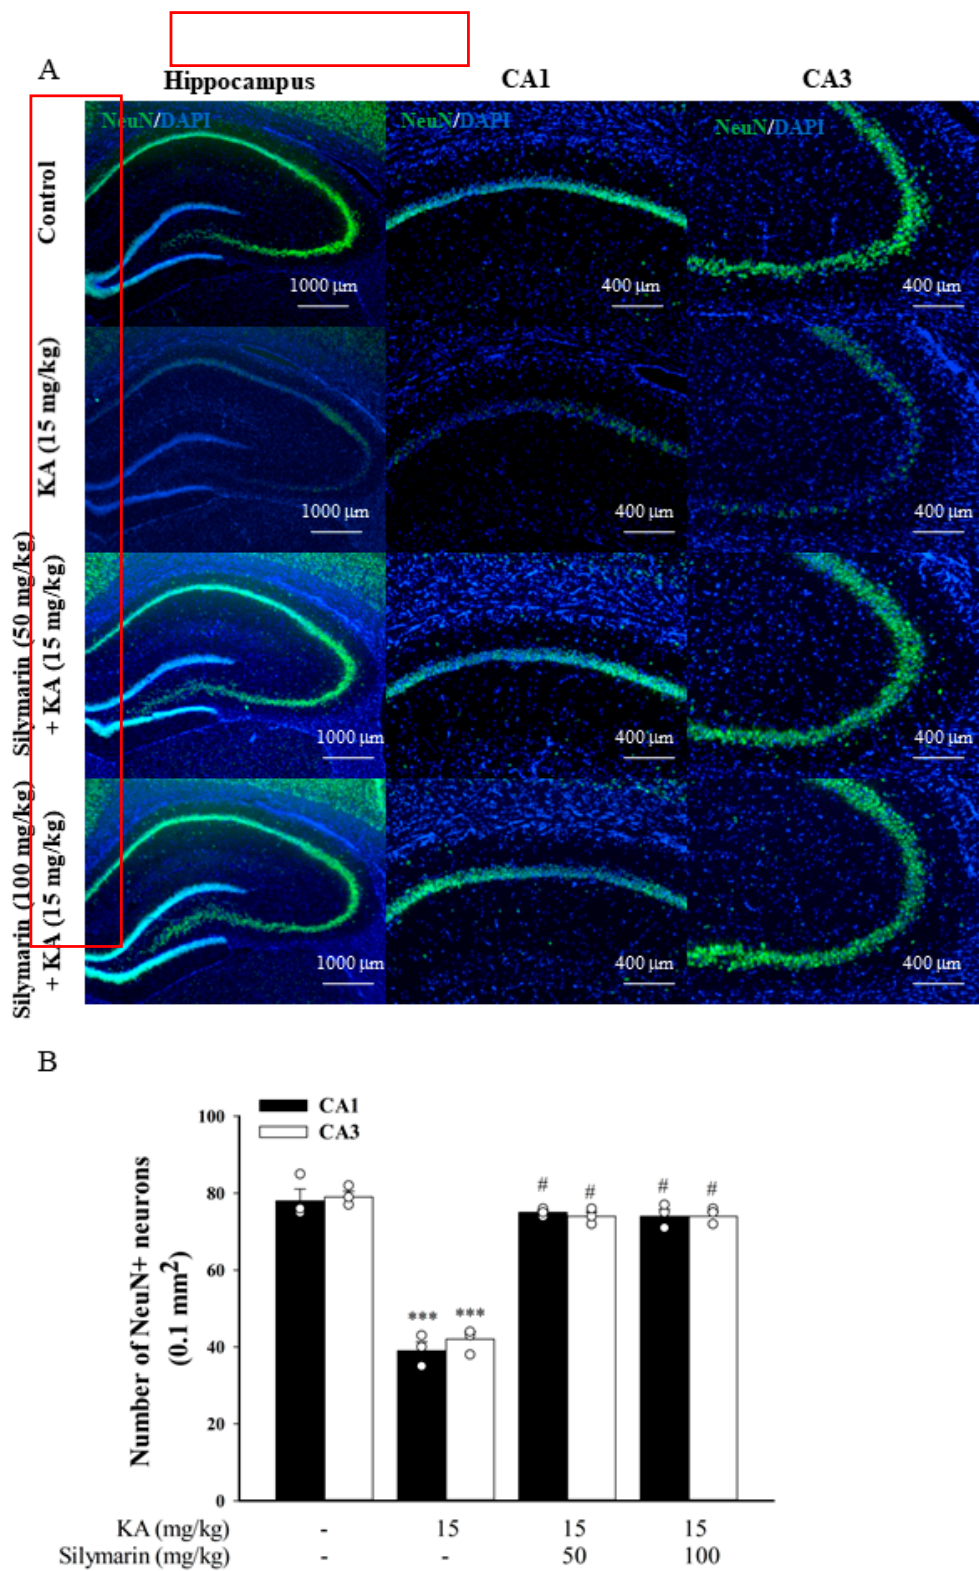 A
Hippocampus
CA1
CA3
Control
NeuN/DAPI
NeuN/DAPI
NeuN/DAPI
1000 μm
400 μm
400 μm
KA (15 mg/kg)
1000 μm
400 μm
400 μm
Silymarin (50 mg/kg)
+ KA (15 mg/kg)
1000 μm
400 μm
400 μm
Silymarin (100 mg/kg)
+ KA (15 mg/kg)
1000 μm
400 μm
400 μm
B
CA1
CA3
Number of NeuN+ neurons
(0.1 mm²)
100
80
60
40
20
0
*** ***
# # # #
KA (mg/kg) - 15 15 15
Silymarin (mg/kg) - - 50 100